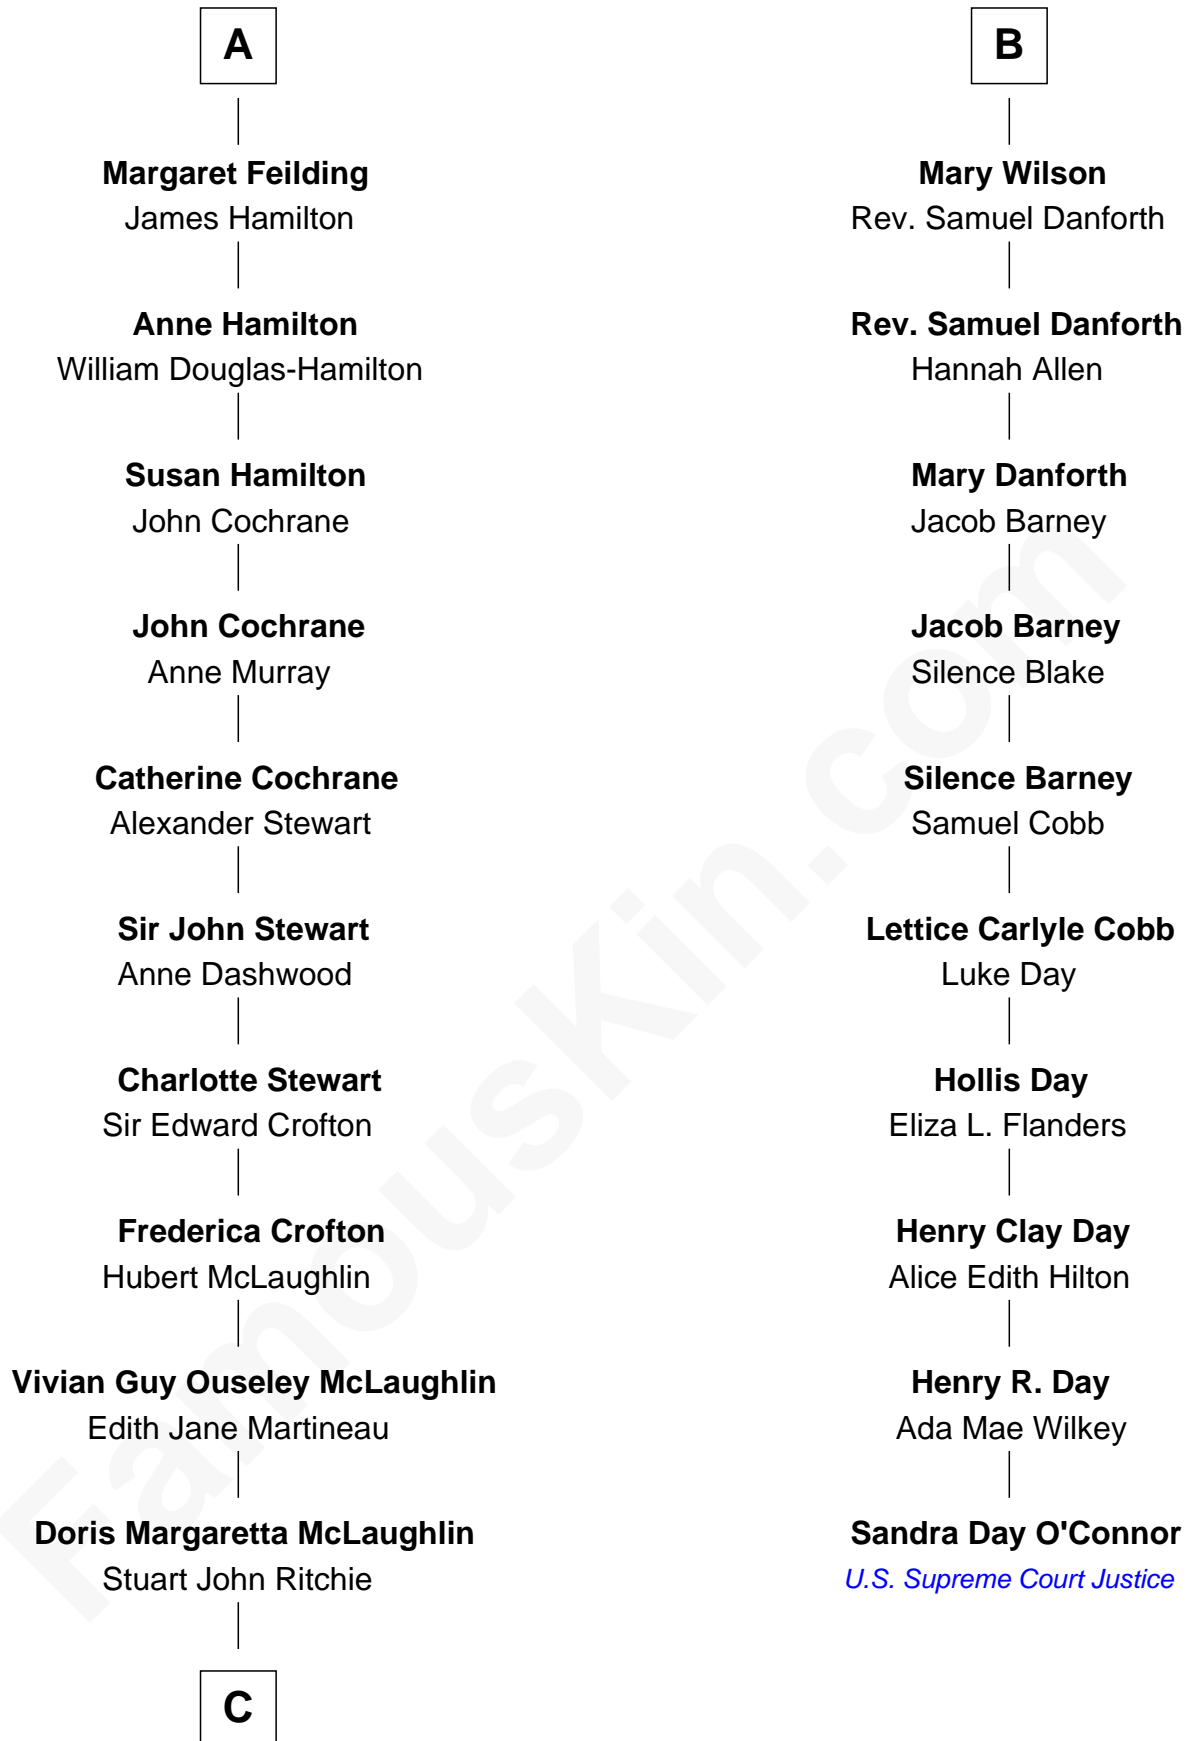 A
Margaret Feilding
James Hamilton
Anne Hamilton
William Douglas-Hamilton
Susan Hamilton
John Cochrane
John Cochrane
Anne Murray
Catherine Cochrane
Alexander Stewart
Sir John Stewart
Anne Dashwood
Charlotte Stewart
Sir Edward Crofton
Frederica Crofton
Hubert McLaughlin
Vivian Guy Ouseley McLaughlin
Edith Jane Martineau
Doris Margaretta McLaughlin
Stuart John Ritchie
C
B
Mary Wilson
Rev. Samuel Danforth
Rev. Samuel Danforth
Hannah Allen
Mary Danforth
Jacob Barney
Jacob Barney
Silence Blake
Silence Barney
Samuel Cobb
Lettice Carlyle Cobb
Luke Day
Hollis Day
Eliza L. Flanders
Henry Clay Day
Alice Edith Hilton
Henry R. Day
Ada Mae Wilkey
Sandra Day O'Connor
U.S. Supreme Court Justice
FamousKin.com